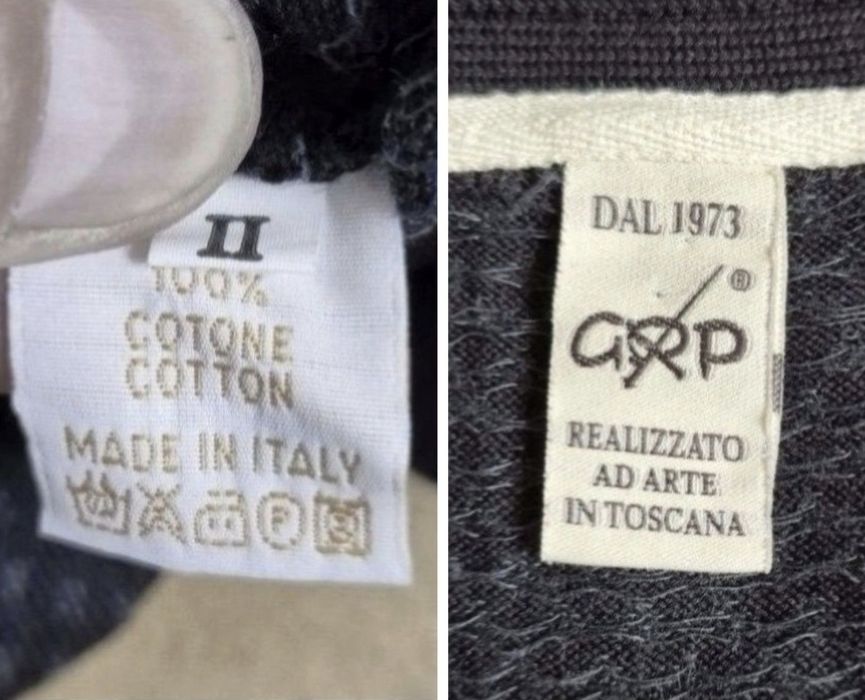 II
100%
COTONE
COTTON
MADE IN ITALY
P
DAL 1973
GRP®
REALIZZATO
AD ARTE
IN TOSCANA